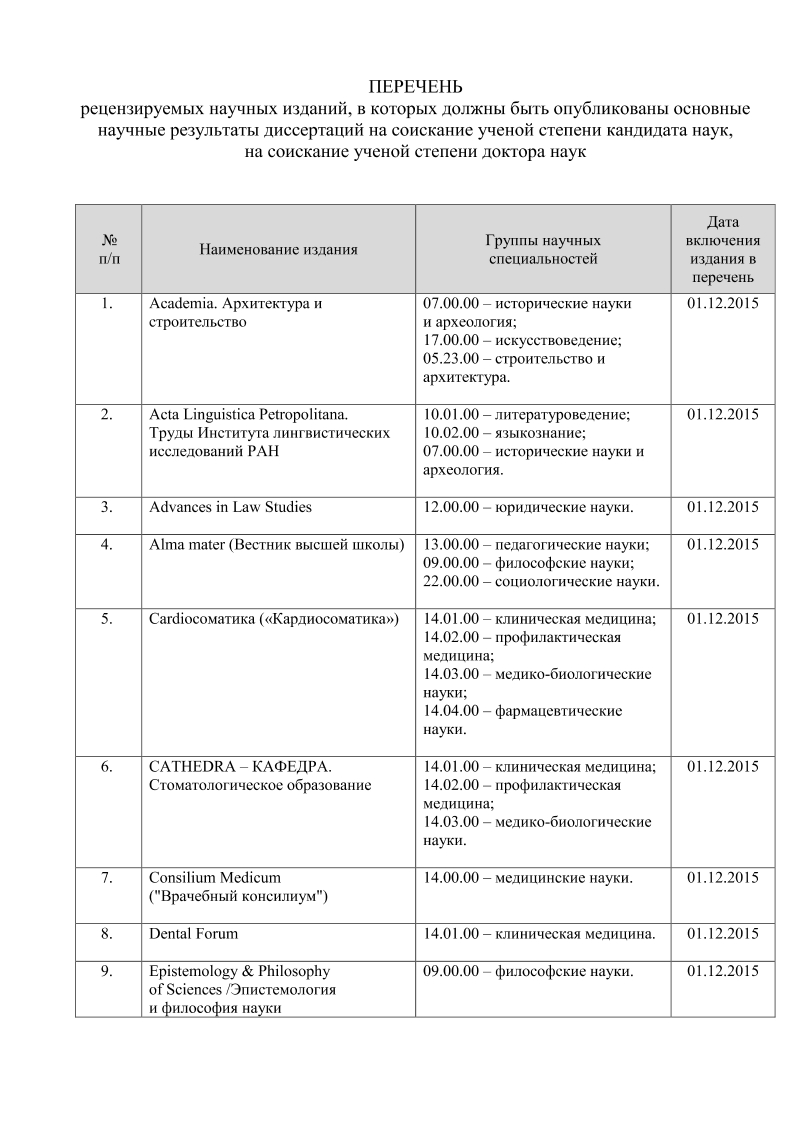 ПЕРЕЧЕНЬ
рецензируемых научных изданий, в которых должны быть опубликованы основные
научные результаты диссертаций на соискание ученой степени кандидата наук,
на соискание ученой степени доктора наук
№
п/п
Наименование издания
Группы научных
специальностей
Дата
включения
издания в
перечень
1.
Academia. Архитектура и
строительство
07.00.00 – исторические науки
и археология;
17.00.00 – искусствоведение;
05.23.00 – строительство и
архитектура.
01.12.2015
2.
Acta Linguistica Petropolitana.
Труды Института лингвистических
исследований РАН
10.01.00 – литературоведение;
10.02.00 – языкознание;
07.00.00 – исторические науки и
археология.
01.12.2015
3.
Advances in Law Studies
12.00.00 – юридические науки.
01.12.2015
4.
Alma mater (Вестник высшей школы)
13.00.00 – педагогические науки;
09.00.00 – философские науки;
22.00.00 – социологические науки.
01.12.2015
5.
Cardioсоматика («Кардиосоматика»)
14.01.00 – клиническая медицина;
14.02.00 – профилактическая
медицина;
14.03.00 – медико-биологические
науки;
14.04.00 – фармацевтические
науки.
01.12.2015
6.
CATHEDRA – КАФЕДРА.
Стоматологическое образование
14.01.00 – клиническая медицина;
14.02.00 – профилактическая
медицина;
14.03.00 – медико-биологические
науки.
01.12.2015
7.
Consilium Medicum
("Врачебный консилиум")
14.00.00 – медицинские науки.
01.12.2015
8.
Dental Forum
14.01.00 – клиническая медицина.
01.12.2015
9.
Epistemology & Philosophy
of Sciences /Эпистемология
и философия науки
09.00.00 – философские науки.
01.12.2015